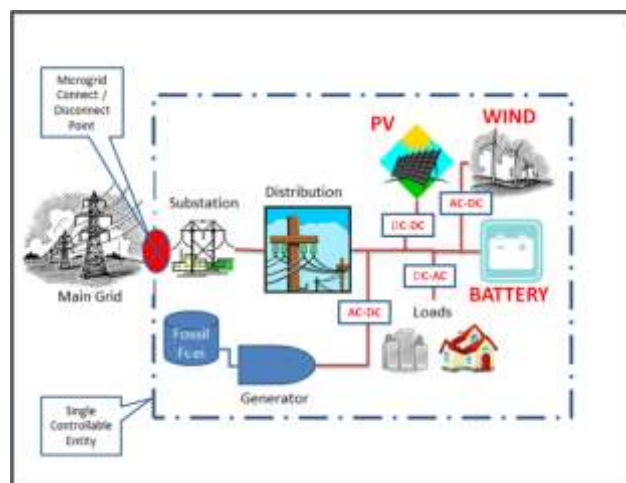 Microgrid
Connect /
Disconnect
Point
PV
WIND
Substation
Distribution
AC-DC
DC-DC
DC-AC
Main Grid
BATTERY
AC-DC
Loads
Fossil
Fuel
Generator
Single
Controllable
Entity